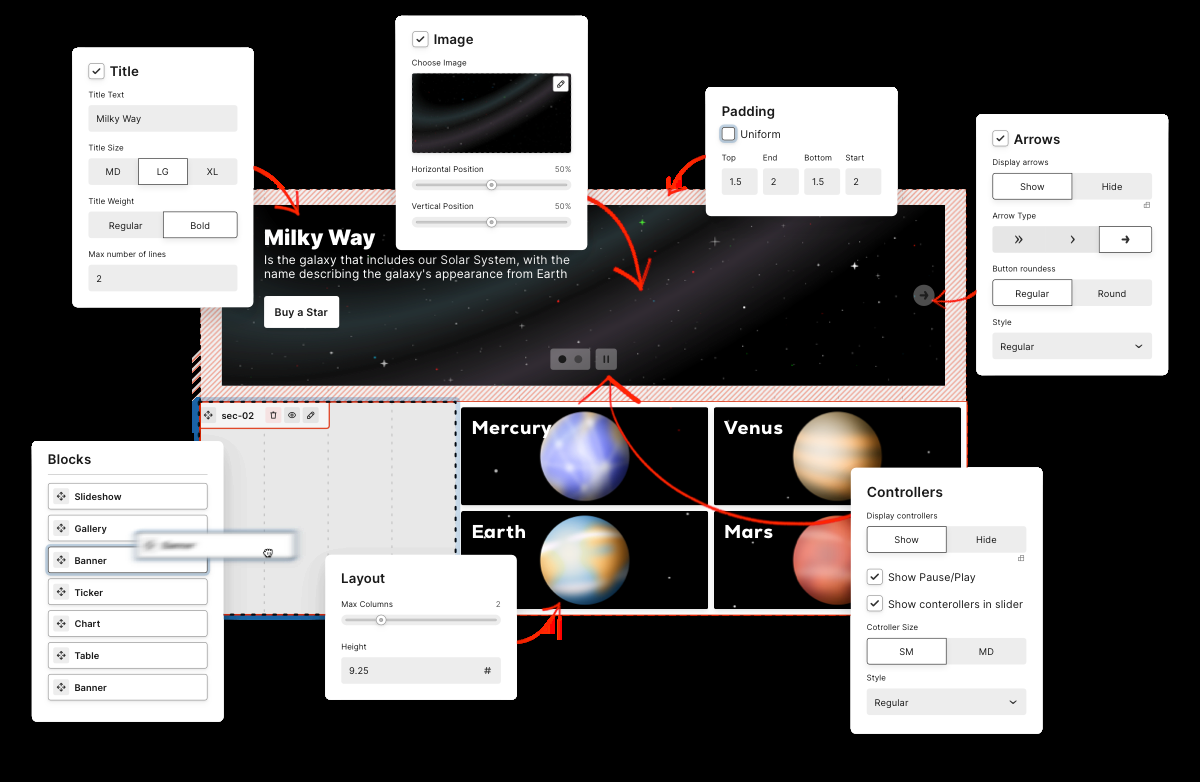 Title
Title Text
Milky Way
Title Size
MD LG XL
Title Weight
Regular Bold
Max number of lines
2
Image
Choose Image
Horizontal Position 50%
Vertical Position 50%
Padding
Uniform
Top End Bottom Start
1.5 2 1.5 2
Arrows
Display arrows
Show Hide
Arrow Type
Button roundess
Regular Round
Style
Regular
Milky Way
Is the galaxy that includes our Solar System, with the
name describing the galaxy's appearance from Earth
Buy a Star
sec-02
Mercury
Venus
Earth
Mars
Blocks
Slideshow
Gallery
Banner
Ticker
Chart
Table
Banner
Layout
Max Columns 2
Height
9.25 #
Controllers
Display controllers
Show Hide
Show Pause/Play
Show conterollers in slider
Cotroller Size
SM MD
Style
Regular